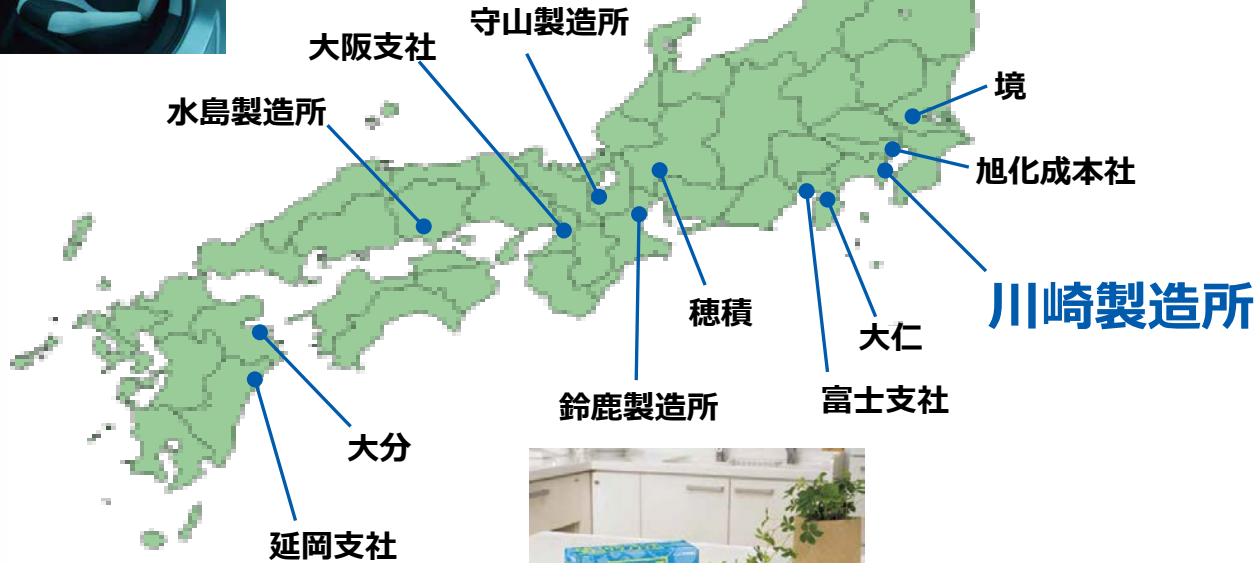 守山製造所
大阪支社
水島製造所
境
旭化成本社
川崎製造所
穂積
大仁
富士支社
鈴鹿製造所
大分
延岡支社